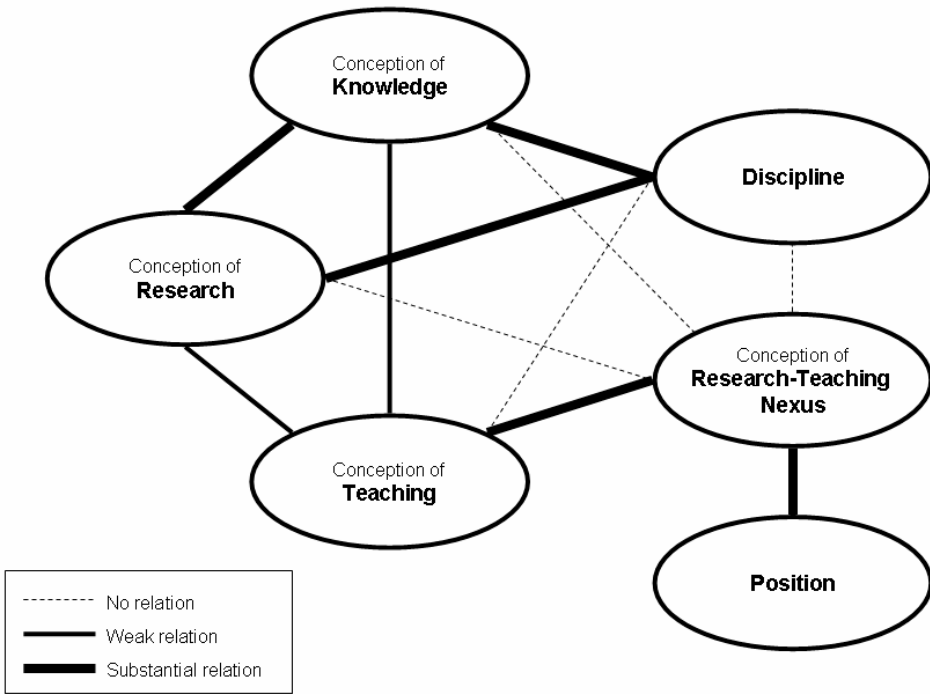 Conception of
Knowledge
Discipline
Conception of
Research
Conception of
Research-Teaching
Nexus
Conception of
Teaching
Position
No relation
Weak relation
Substantial relation